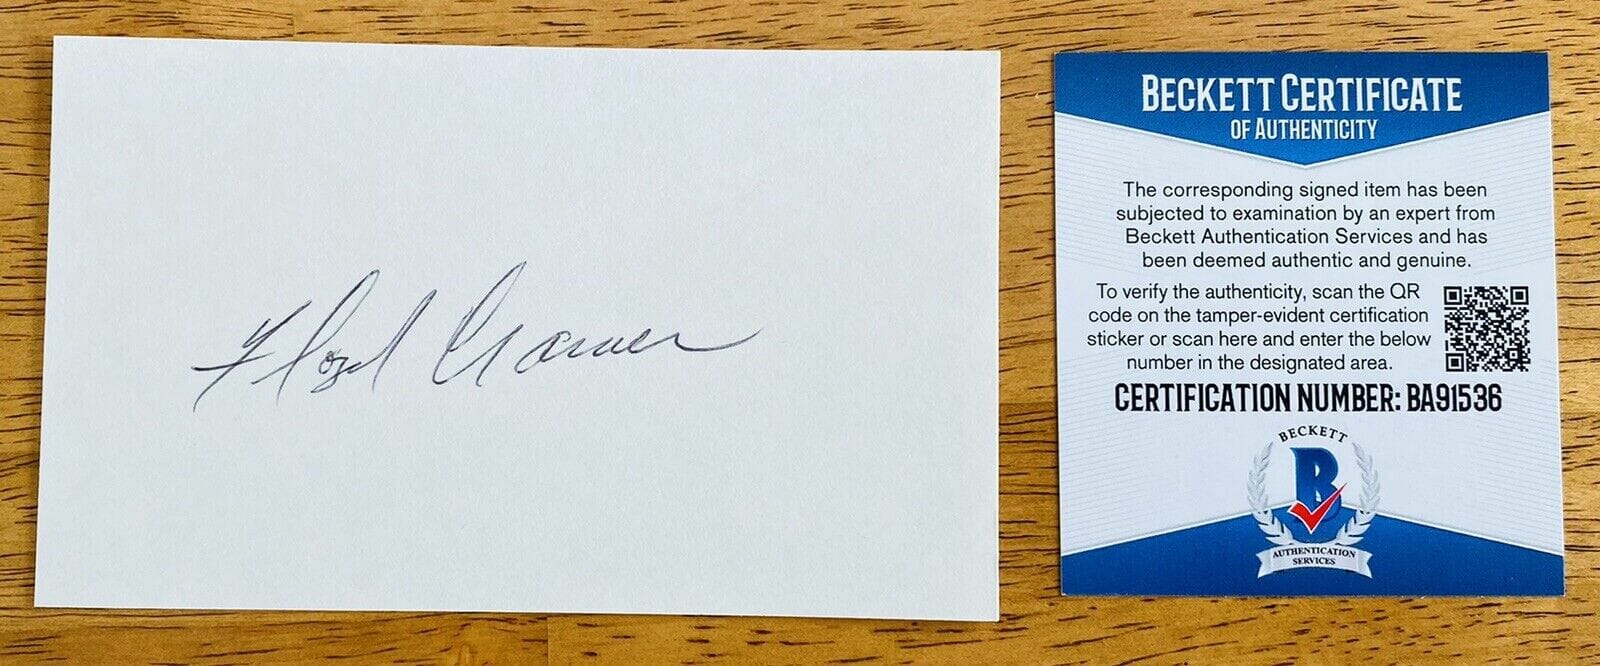 Floyd Cramer
BECKETT CERTIFICATE
OF AUTHENTICITY
The corresponding signed item has been
subjected to examination by an expert from
Beckett Authentication Services and has
been deemed authentic and genuine.
To verify the authenticity, scan the QR
code on the tamper-evident certification
sticker or scan here and enter the below
number in the designated area.
CERTIFICATION NUMBER: BA91536
BECKETT
B
AUTHENTICATION
SERVICES